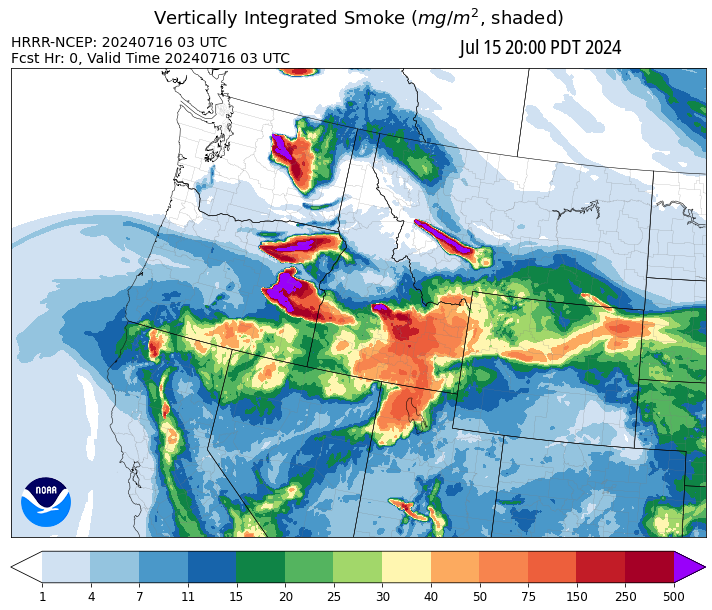 Vertically Integrated Smoke (mg/m², shaded)
HRRR-NCEP: 20240716 03 UTC
Jul 15 20:00 PDT 2024
Fcst Hr: 0, Valid Time 20240716 03 UTC
NOAA
1 4 7 11 15 20 25 30 40 50 75 150 250 500